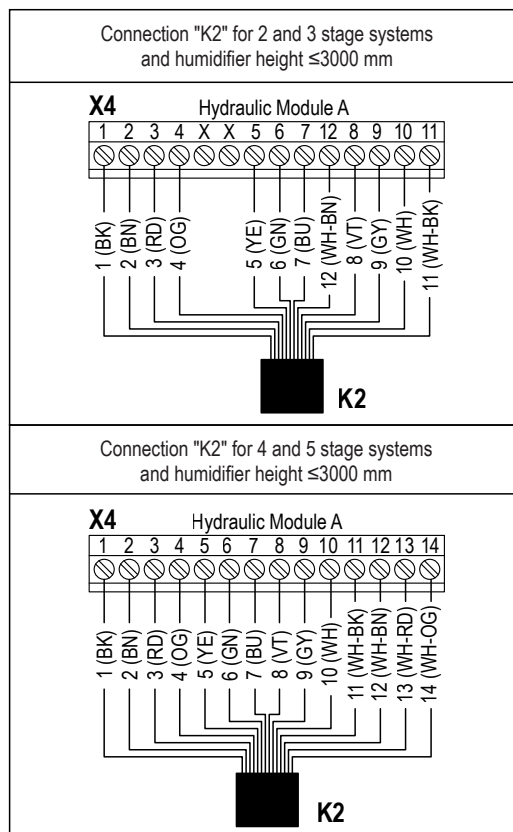 Connection "K2" for 2 and 3 stage systems
and humidifier height ≤3000 mm
X4
Hydraulic Module A
1 2 3 4 X X 5 6 7 12 8 9 10 11
1 (BK)
2 (BN)
3 (RD)
4 (OG)
5 (YE)
6 (GN)
7 (BU)
12 (WH-BN)
8 (VT)
9 (GY)
10 (WH)
11 (WH-BK)
K2
Connection "K2" for 4 and 5 stage systems
and humidifier height ≤3000 mm
X4
Hydraulic Module A
1 2 3 4 5 6 7 8 9 10 11 12 13 14
1 (BK)
2 (BN)
3 (RD)
4 (OG)
5 (YE)
6 (GN)
7 (BU)
8 (VT)
9 (GY)
10 (WH)
11 (WH-BK)
12 (WH-BN)
13 (WH-RD)
14 (WH-OG)
K2